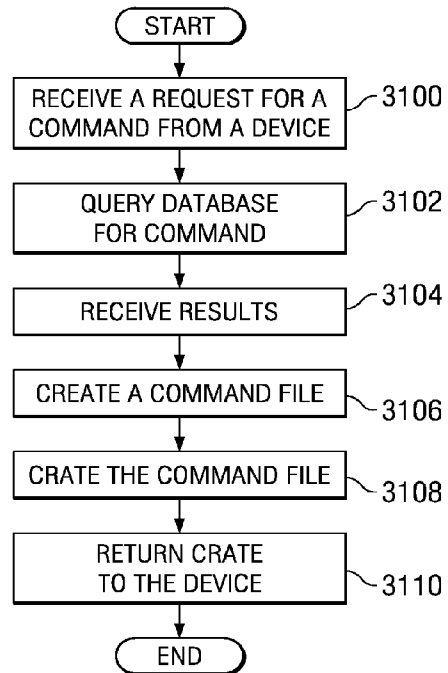 START
RECEIVE A REQUEST FOR A
COMMAND FROM A DEVICE
3100
QUERY DATABASE
FOR COMMAND
3102
RECEIVE RESULTS
3104
CREATE A COMMAND FILE
3106
CRATE THE COMMAND FILE
3108
RETURN CRATE
TO THE DEVICE
3110
END